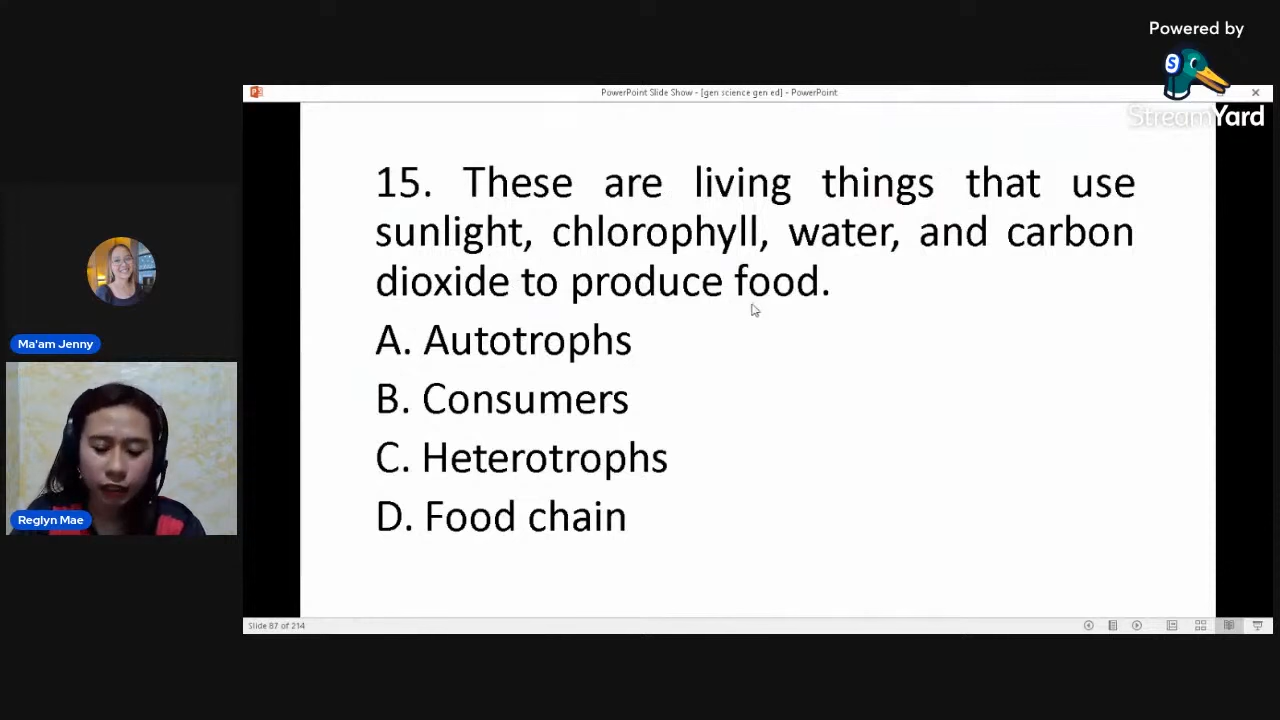 Powered by
StreamYard
PowerPoint Slide Show - [gen science gen ed] - PowerPoint
15. These are living things that use
sunlight, chlorophyll, water, and carbon
dioxide to produce food.
A. Autotrophs
B. Consumers
C. Heterotrophs
D. Food chain
Ma'am Jenny
Reglyn Mae
Slide 87 of 214